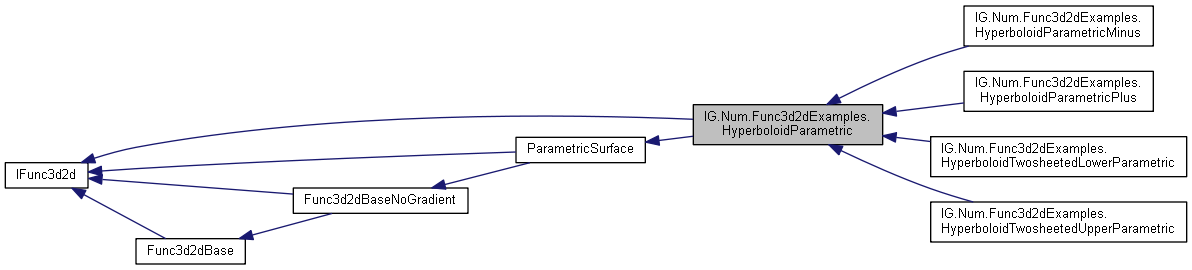 IFunc3d2d
Func3d2dBase
Func3d2dBaseNoGradient
ParametricSurface
IG.Num.Func3d2dExamples.
HyperboloidParametric
IG.Num.Func3d2dExamples.
HyperboloidParametricMinus
IG.Num.Func3d2dExamples.
HyperboloidParametricPlus
IG.Num.Func3d2dExamples.
HyperboloidTwosheetedLowerParametric
IG.Num.Func3d2dExamples.
HyperboloidTwosheetedUpperParametric